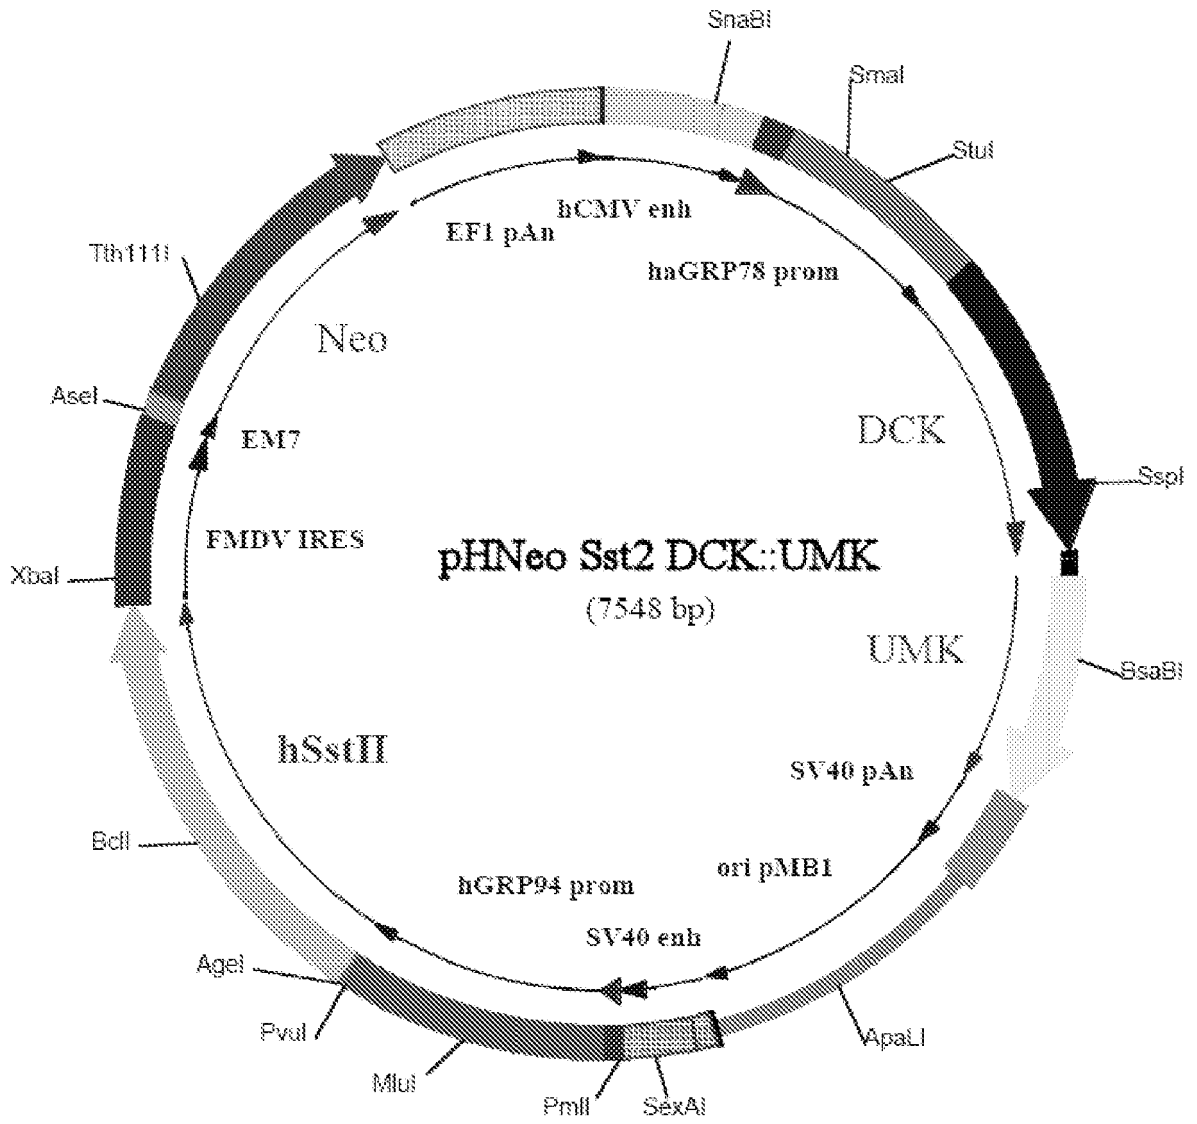 SnaBI
SmaI
StuI
hCMV enh
EF1 pAn
Tth111I
haGRP78 prom
Neo
AseI
DCK
EM7
SspI
FMDV IRES
pHNeo Sst2 DCK::UMK
XbaI
(7548 bp)
UMK
BsaBI
hSstII
SV40 pAn
BclI
ori pMB1
hGRP94 prom
SV40 enh
AgeI
PvuI
ApaLI
MluI
PmlI
SexAI